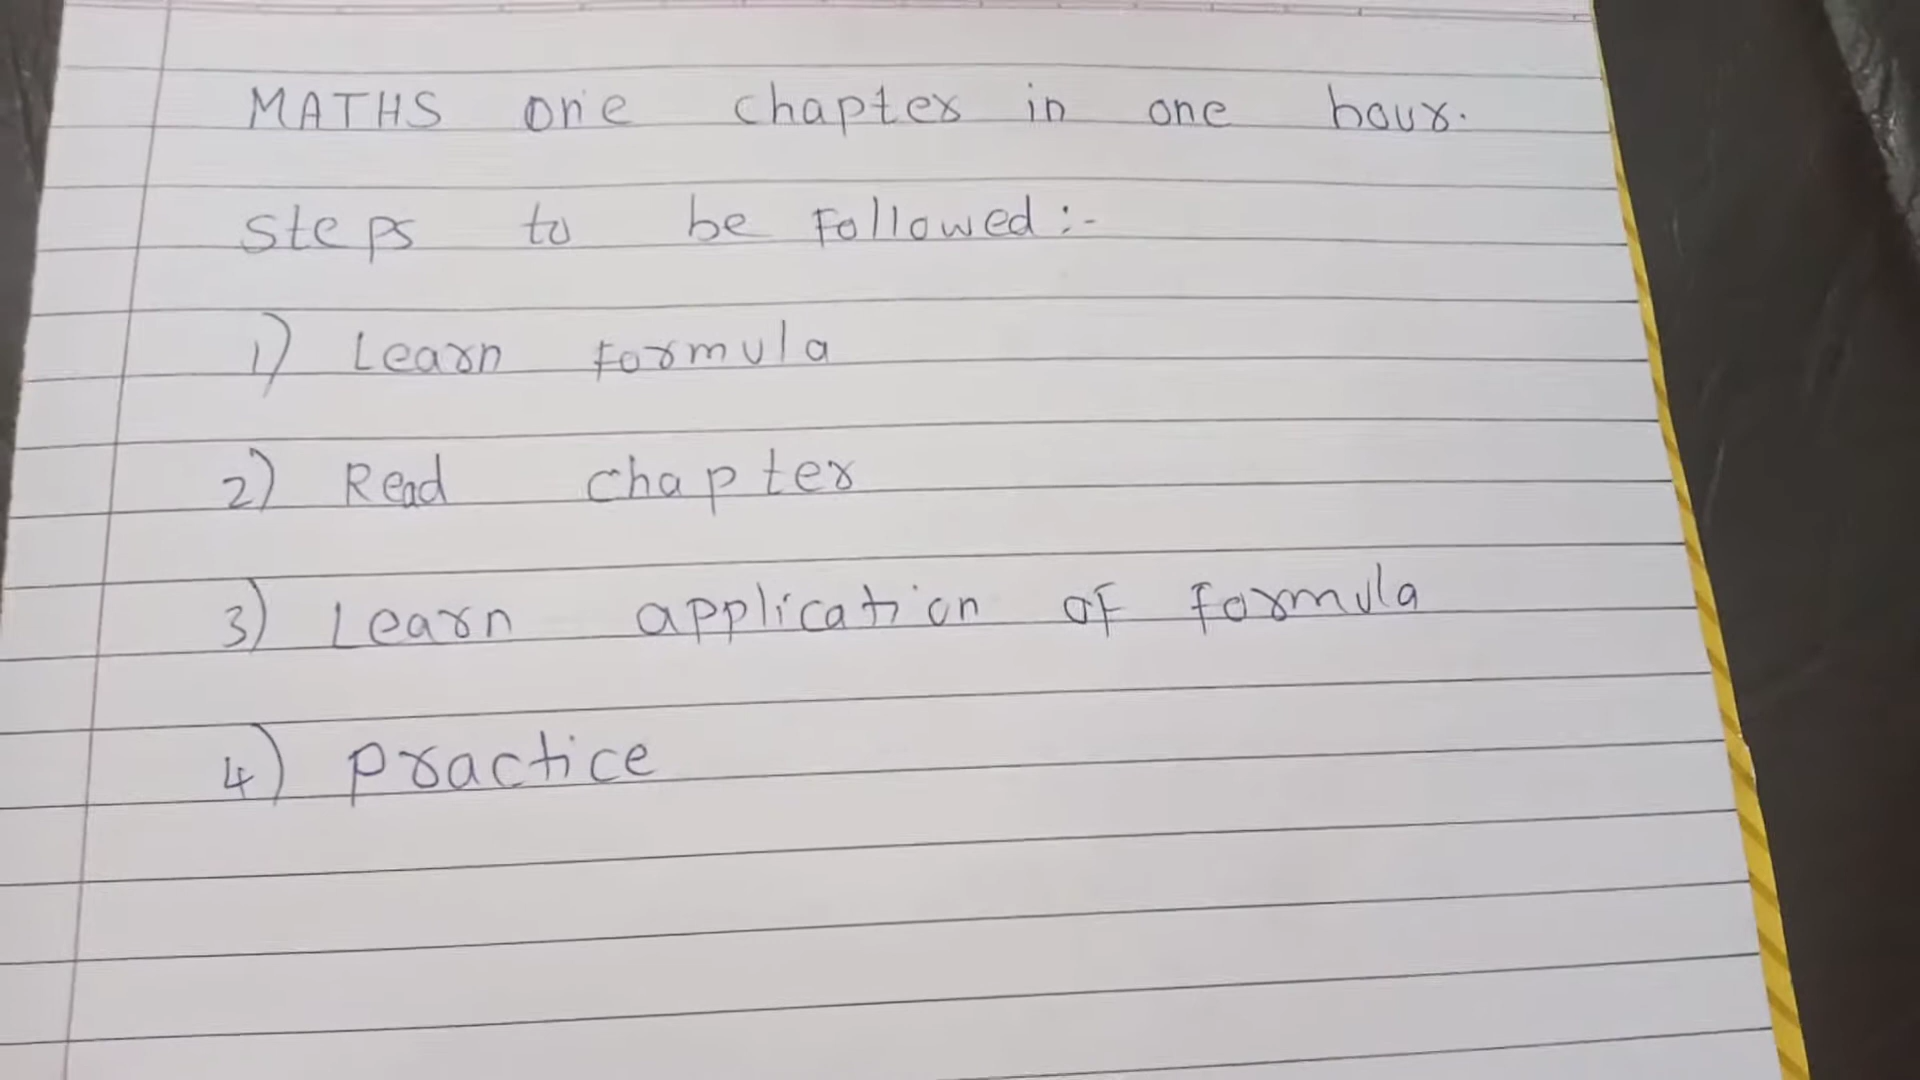 MATHS one chapter in one hour.
steps to be Followed :-
1) Learn formula
2) Read chapter
3) Learn application of formula
4) practice